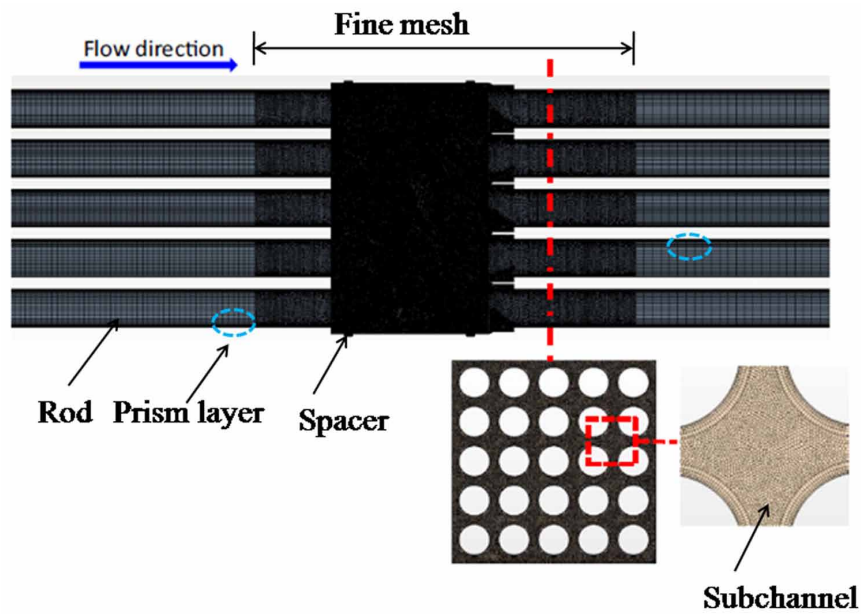 Fine mesh
Flow direction
Rod
Prism layer
Spacer
Subchannel